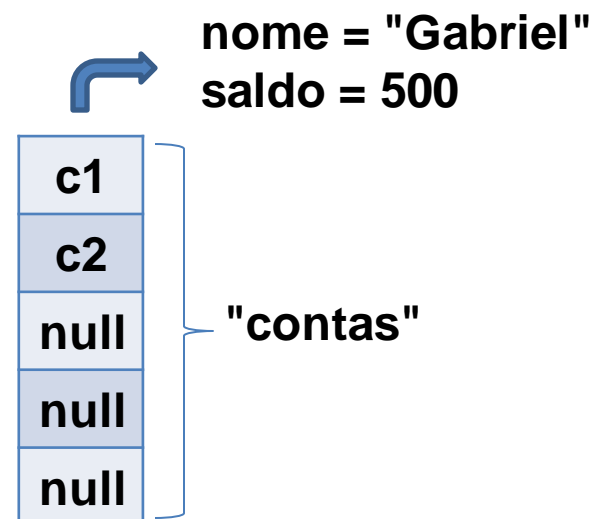 nome = "Gabriel"
saldo = 500
c1
c2
null
"contas"
null
null